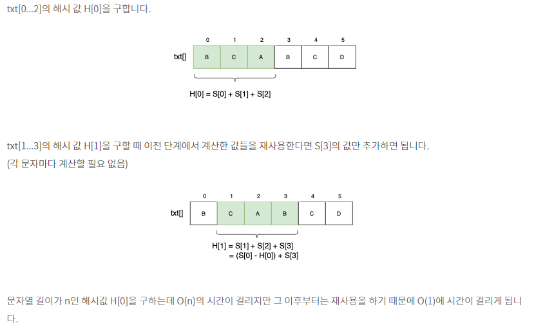 txt[0...2]의 해시 값 H[0]을 구합니다.
0 1 2 3 4 5
txt[] B C A B C D
H[0] = S[0] + S[1] + S[2]
txt[1...3]의 해시 값 H[1]을 구할 때 이전 단계에서 계산한 값들을 재사용한다면 S[3]의 값만 추가하면 됩니다.
(각 문자마다 계산할 필요 없음)
0 1 2 3 4 5
txt[] B C A B C D
H[1] = S[1] + S[2] + S[3]
= (S[0] - H[0]) + S[3]
문자열 길이가 n인 해시값 H[0]을 구하는데 O(n)의 시간이 걸리지만 그 이후부터는 재사용을 하기 때문에 O(1)에 시간이 걸리게 됩니
다.